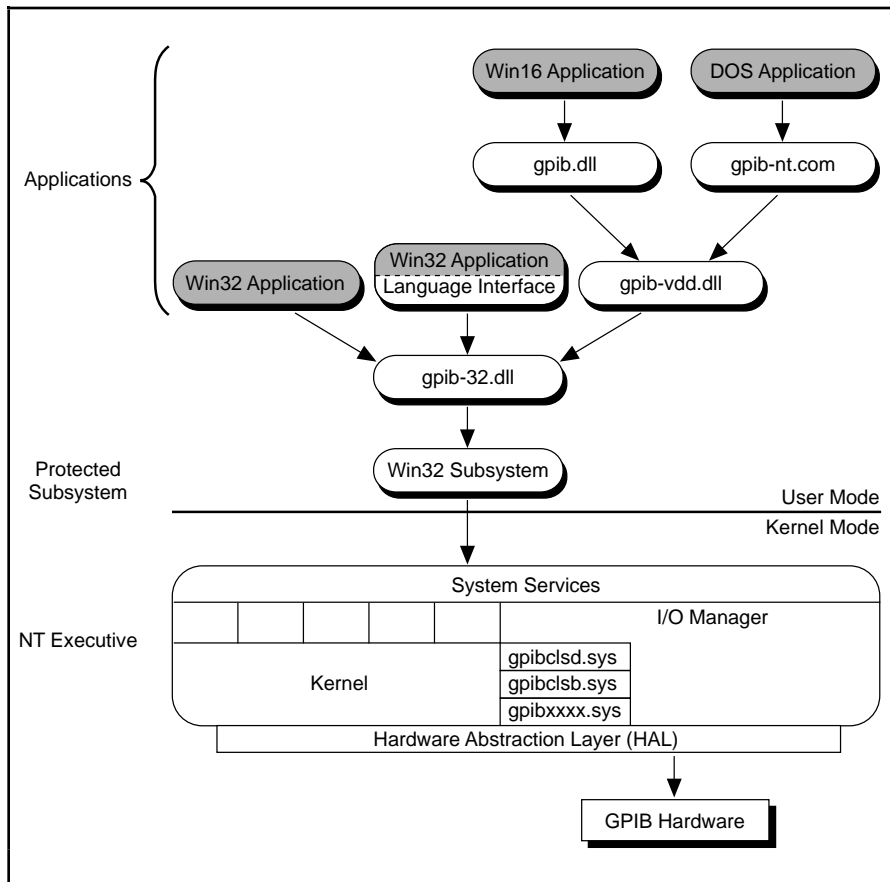 Win16 Application
DOS Application
gpib.dll
gpib-nt.com
Applications
Win32 Application
Win32 Application
Language Interface
gpib-vdd.dll
gpib-32.dll
Protected
Subsystem
Win32 Subsystem
User Mode
Kernel Mode
System Services
I/O Manager
NT Executive
Kernel
gpibclsd.sys
gpibclsb.sys
gpibxxxx.sys
Hardware Abstraction Layer (HAL)
GPIB Hardware